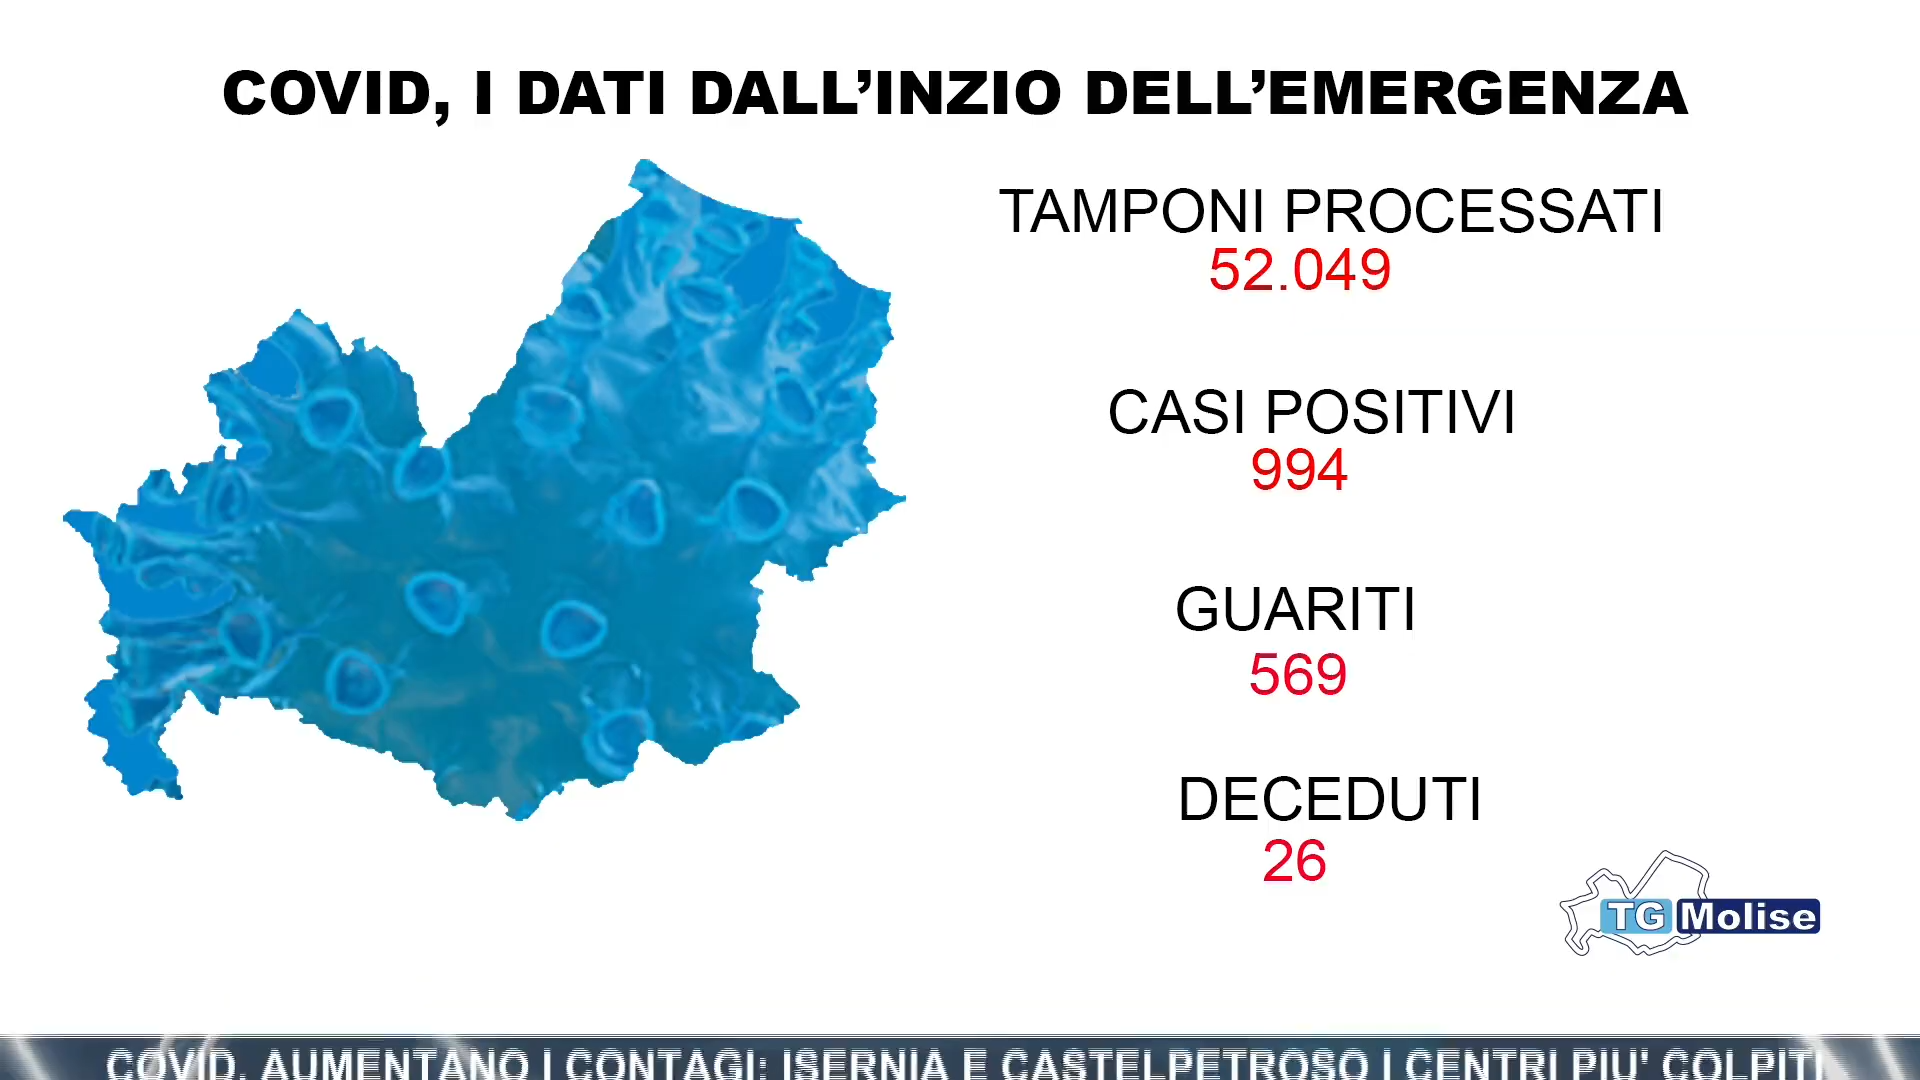 COVID, I DATI DALL’INZIO DELL’EMERGENZA
TAMPONI PROCESSATI
52.049
CASI POSITIVI
994
GUARITI
569
DECEDUTI
26
TG Molise
COVID, AUMENTANO I CONTAGI: ISERNIA E CASTELPETROSO I CENTRI PIU' COLPITI